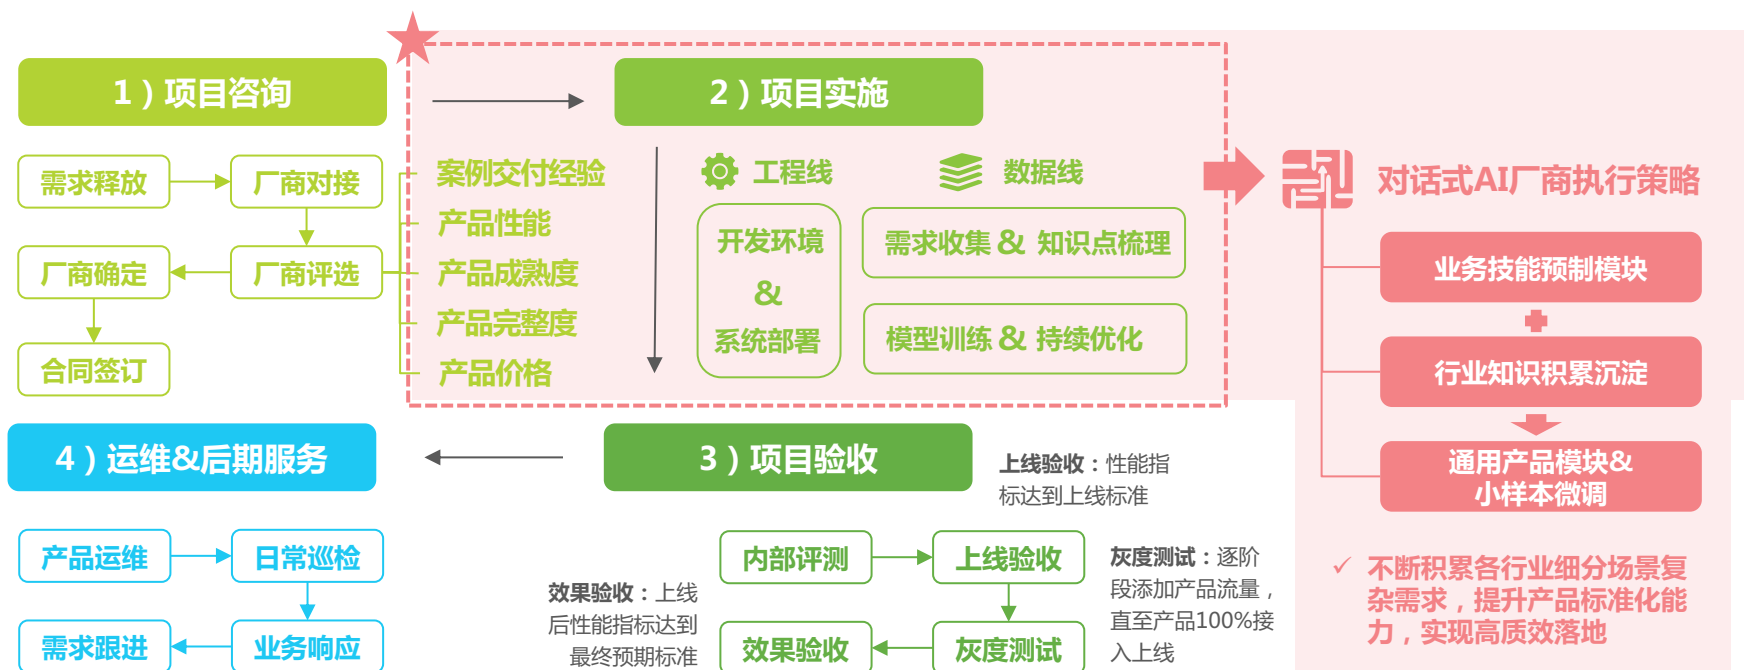 1）项目咨询
需求释放
厂商对接
厂商确定
厂商评选
合同签订
案例交付经验
产品性能
产品成熟度
产品完整度
产品价格
2）项目实施
工程线
数据线
开发环境
&
系统部署
需求收集 & 知识点梳理
模型训练 & 持续优化
对话式AI厂商执行策略
业务技能预制模块
行业知识积累沉淀
通用产品模块&
小样本微调
不断积累各行业细分场景复
杂需求，提升产品标准化能
力，实现高质效落地
3）项目验收
上线验收：性能指
标达到上线标准
内部评测
上线验收
灰度测试：逐阶
段添加产品流量，
直至产品100%接
入上线
效果验收：上线
后性能指标达到
最终预期标准
效果验收
灰度测试
4）运维&后期服务
产品运维
日常巡检
需求跟进
业务响应